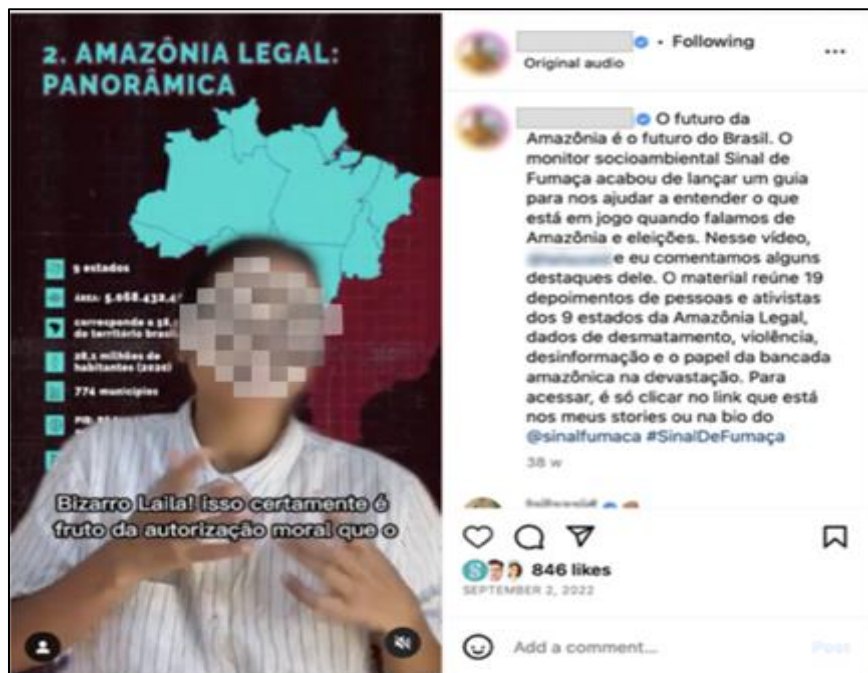 2. AMAZÔNIA LEGAL:
PANORÂMICA
9 estados
ÁREA: 5.068.432,
corresponde a
do território
28,1 milhões de
habitantes (2020)
774 municípios
PIB:
Bizarro Laila! Isso certamente é
fruto da autorização moral que o
• Following
Original audio
O futuro da
Amazônia é o futuro do Brasil. O
monitor socioambiental Sinal de
Fumaça acabou de lançar um guia
para nos ajudar a entender o que
está em jogo quando falamos de
Amazônia e eleições. Nesse vídeo,
e eu comentamos alguns
destaques dele. O material reúne 19
depoimentos de pessoas e ativistas
dos 9 estados da Amazônia Legal,
dados de desmatamento, violência,
desinformação e o papel da bancada
amazônica na devastação. Para
acessar, é só clicar no link que está
nos meus stories ou na bio do
@sinalfumaca #SinalDeFumaça
38 w
846 likes
SEPTEMBER 2, 2022
Add a comment...
Post